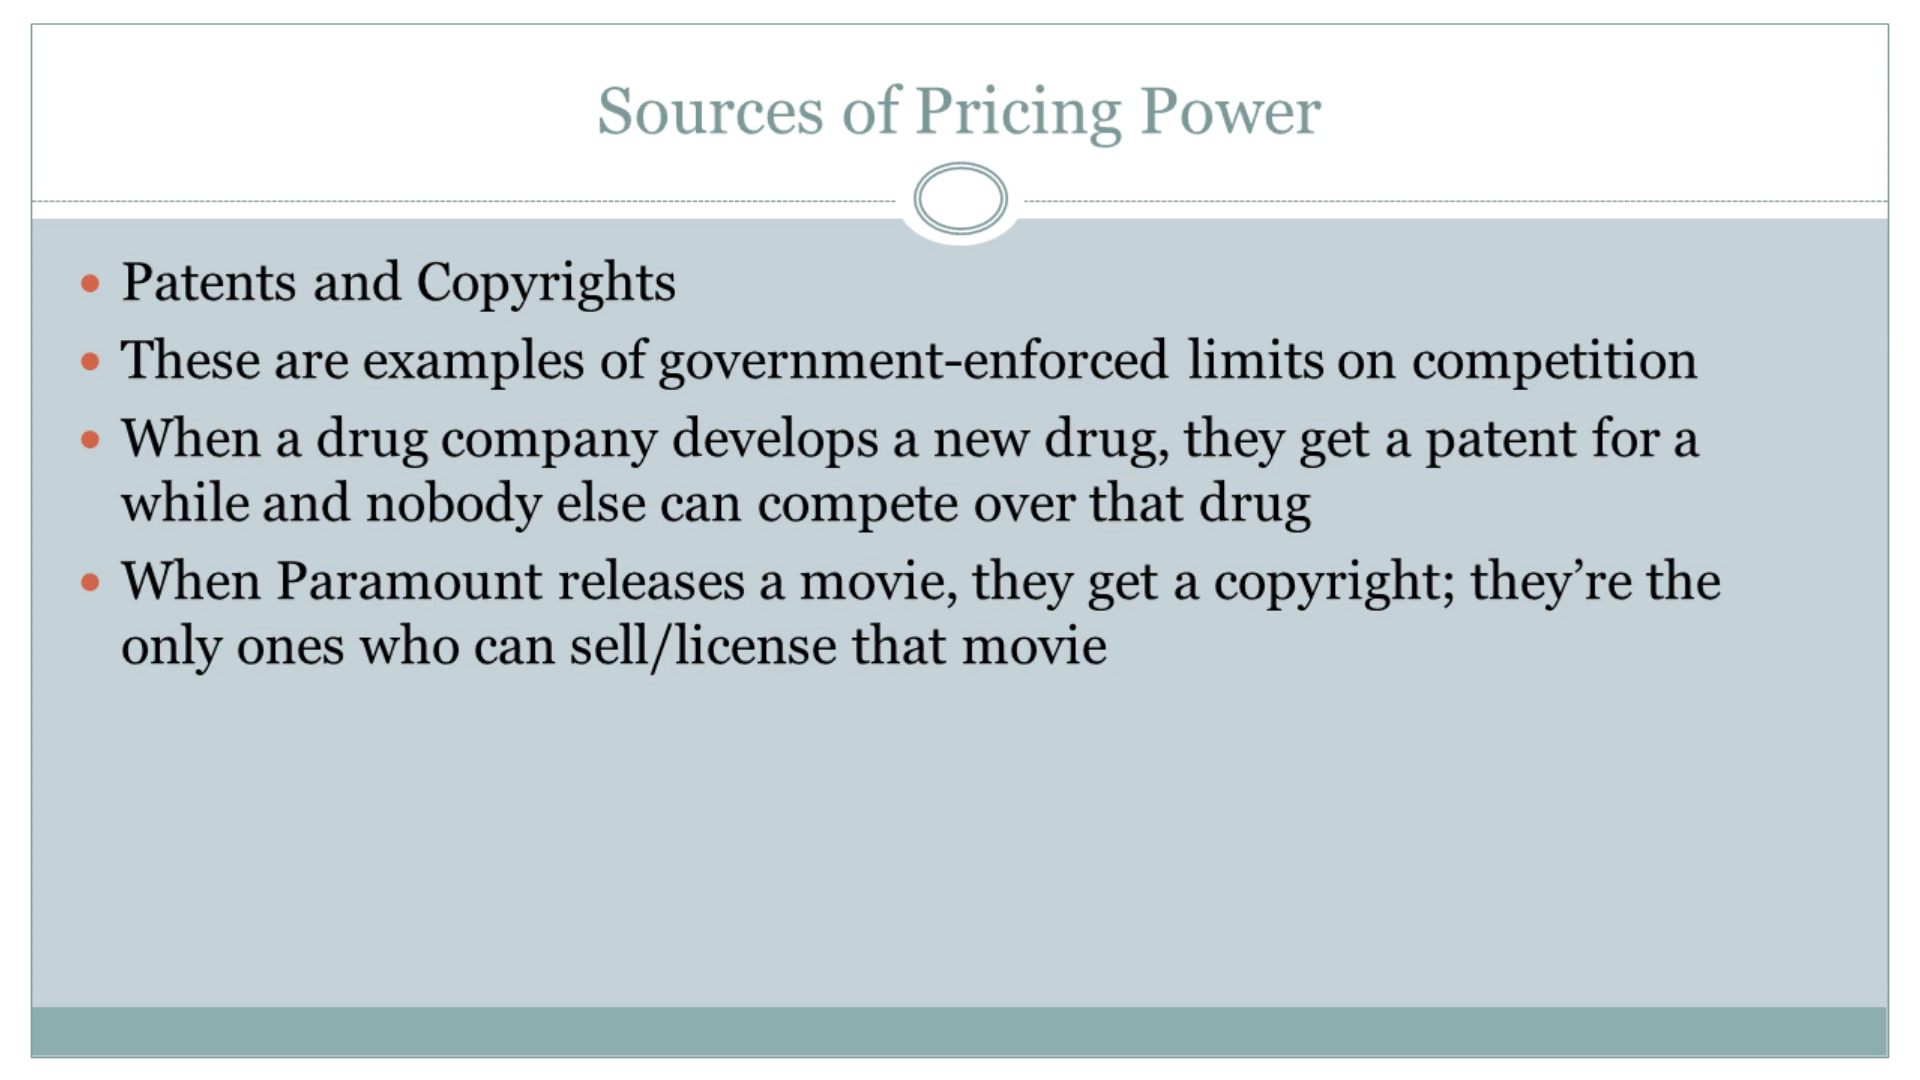 Sources of Pricing Power
• Patents and Copyrights
• These are examples of government-enforced limits on competition
• When a drug company develops a new drug, they get a patent for a
while and nobody else can compete over that drug
• When Paramount releases a movie, they get a copyright; they’re the
only ones who can sell/license that movie